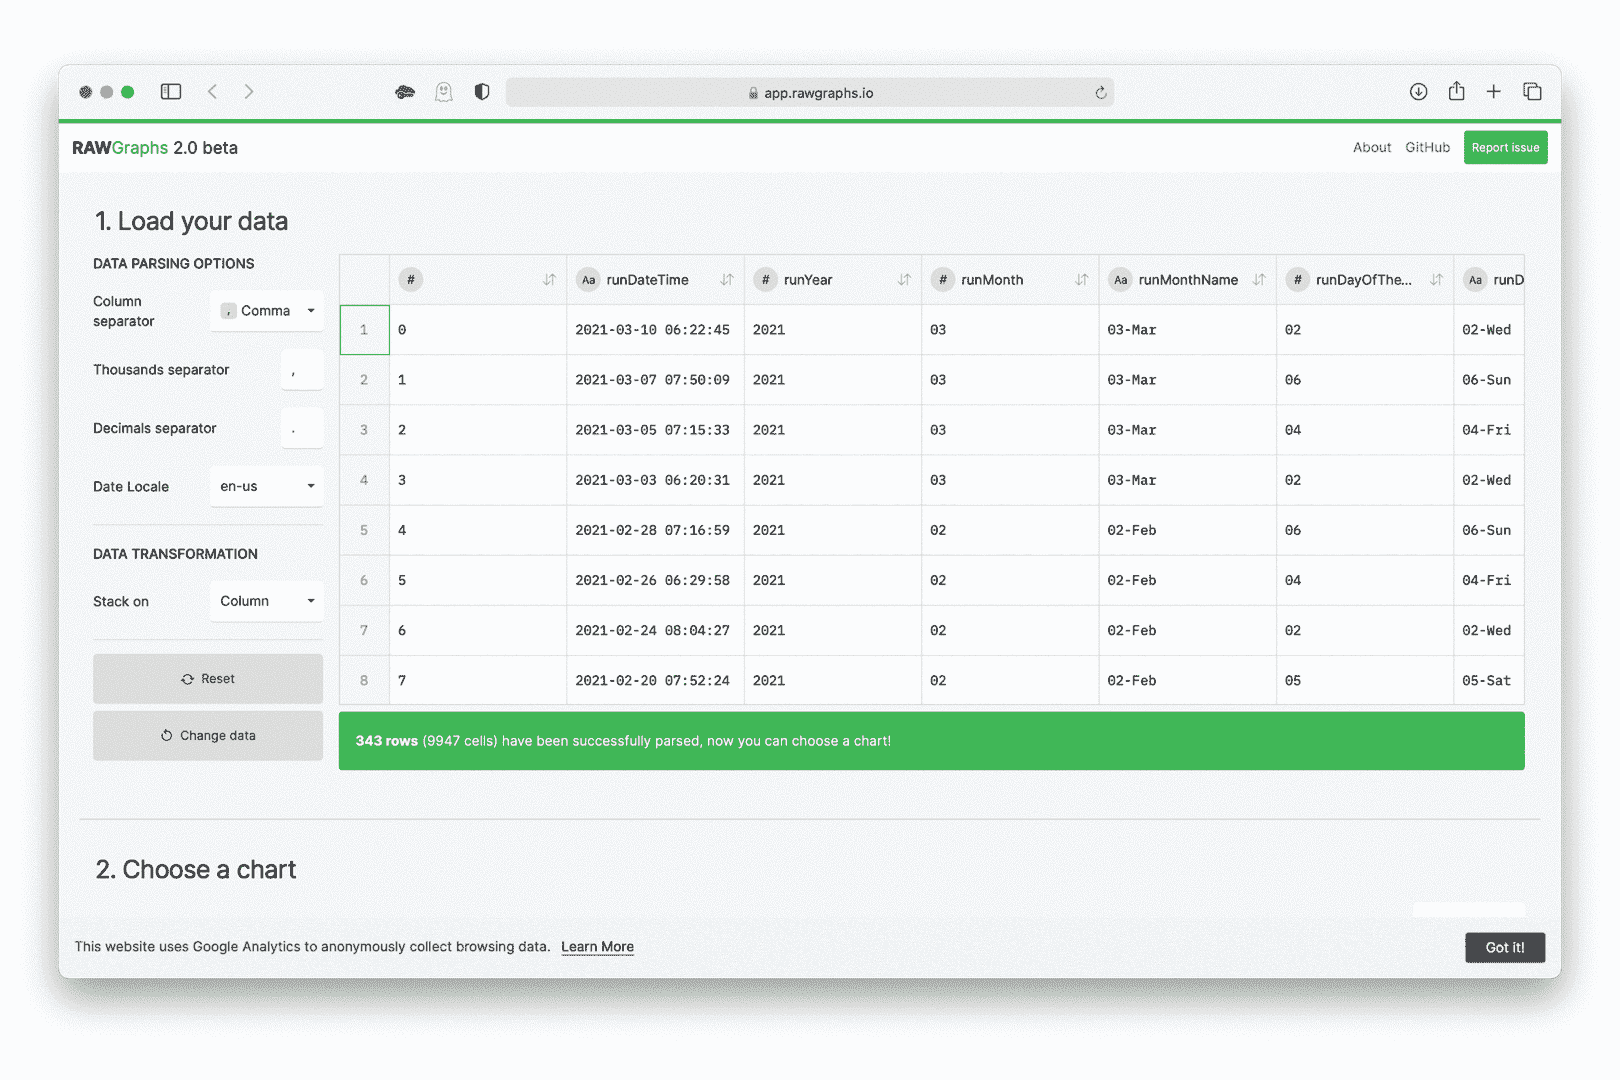 app.rawgraphs.io
RAWGraphs 2.0 beta
About GitHub Report issue
1. Load your data
DATA PARSING OPTIONS
Column separator
, Comma
Thousands separator ,
Decimals separator .
Date Locale en-us
DATA TRANSFORMATION
Stack on Column
Reset
Change data
# Aa runDateTime # runYear # runMonth Aa runMonthName # runDayOfThe... Aa runD
1 0 2021-03-10 06:22:45 2021 03 03-Mar 02 02-Wed
2 1 2021-03-07 07:50:09 2021 03 03-Mar 06 06-Sun
3 2 2021-03-05 07:15:33 2021 03 03-Mar 04 04-Fri
4 3 2021-03-03 06:20:31 2021 03 03-Mar 02 02-Wed
5 4 2021-02-28 07:16:59 2021 02 02-Feb 06 06-Sun
6 5 2021-02-26 06:29:58 2021 02 02-Feb 04 04-Fri
7 6 2021-02-24 08:04:27 2021 02 02-Feb 02 02-Wed
8 7 2021-02-20 07:52:24 2021 02 02-Feb 05 05-Sat
343 rows (9947 cells) have been successfully parsed, now you can choose a chart!
2. Choose a chart
This website uses Google Analytics to anonymously collect browsing data. Learn More
Got it!